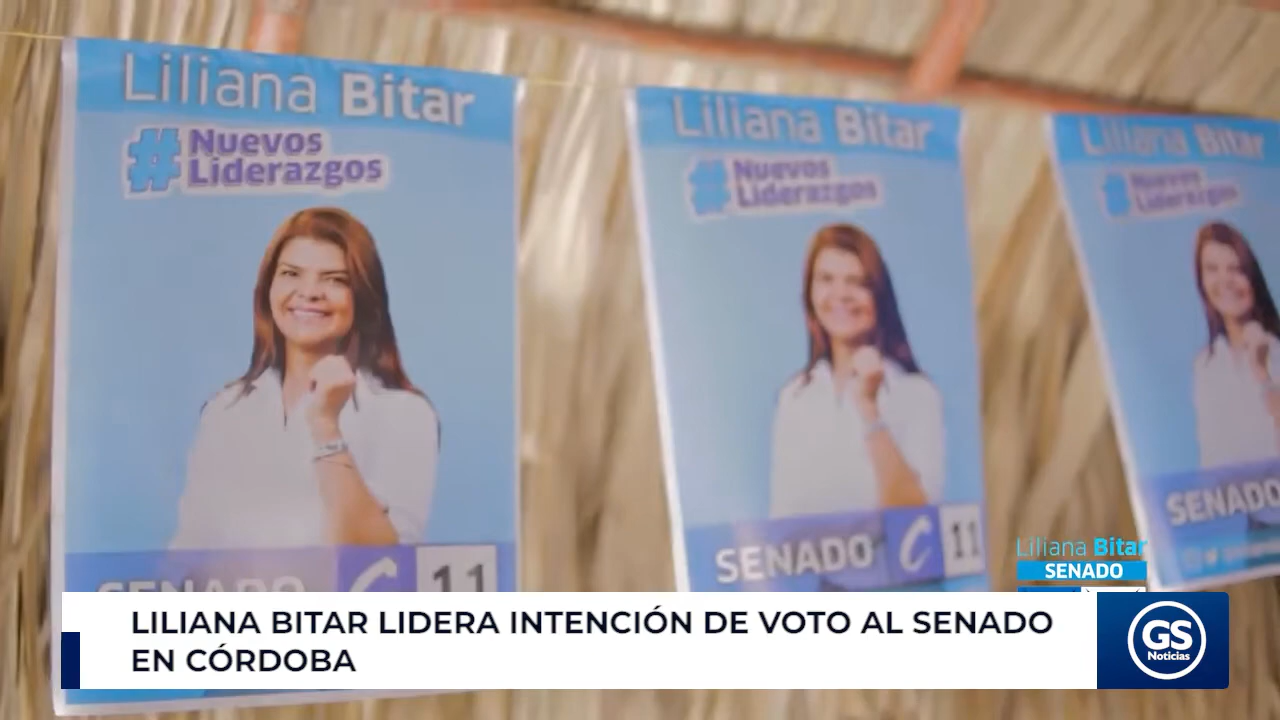 Liliana Bitar
#Nuevos
Liderazgos
SENADO C 11
Liliana Bitar
#Nuevos
Liderazgos
SENADO C 11
Liliana Bitar
#Nuevos
Liderazgos
SENADO
Liliana Bitar
SENADO
LILIANA BITAR LIDERA INTENCIÓN DE VOTO AL SENADO
EN CÓRDOBA
GS
Noticias